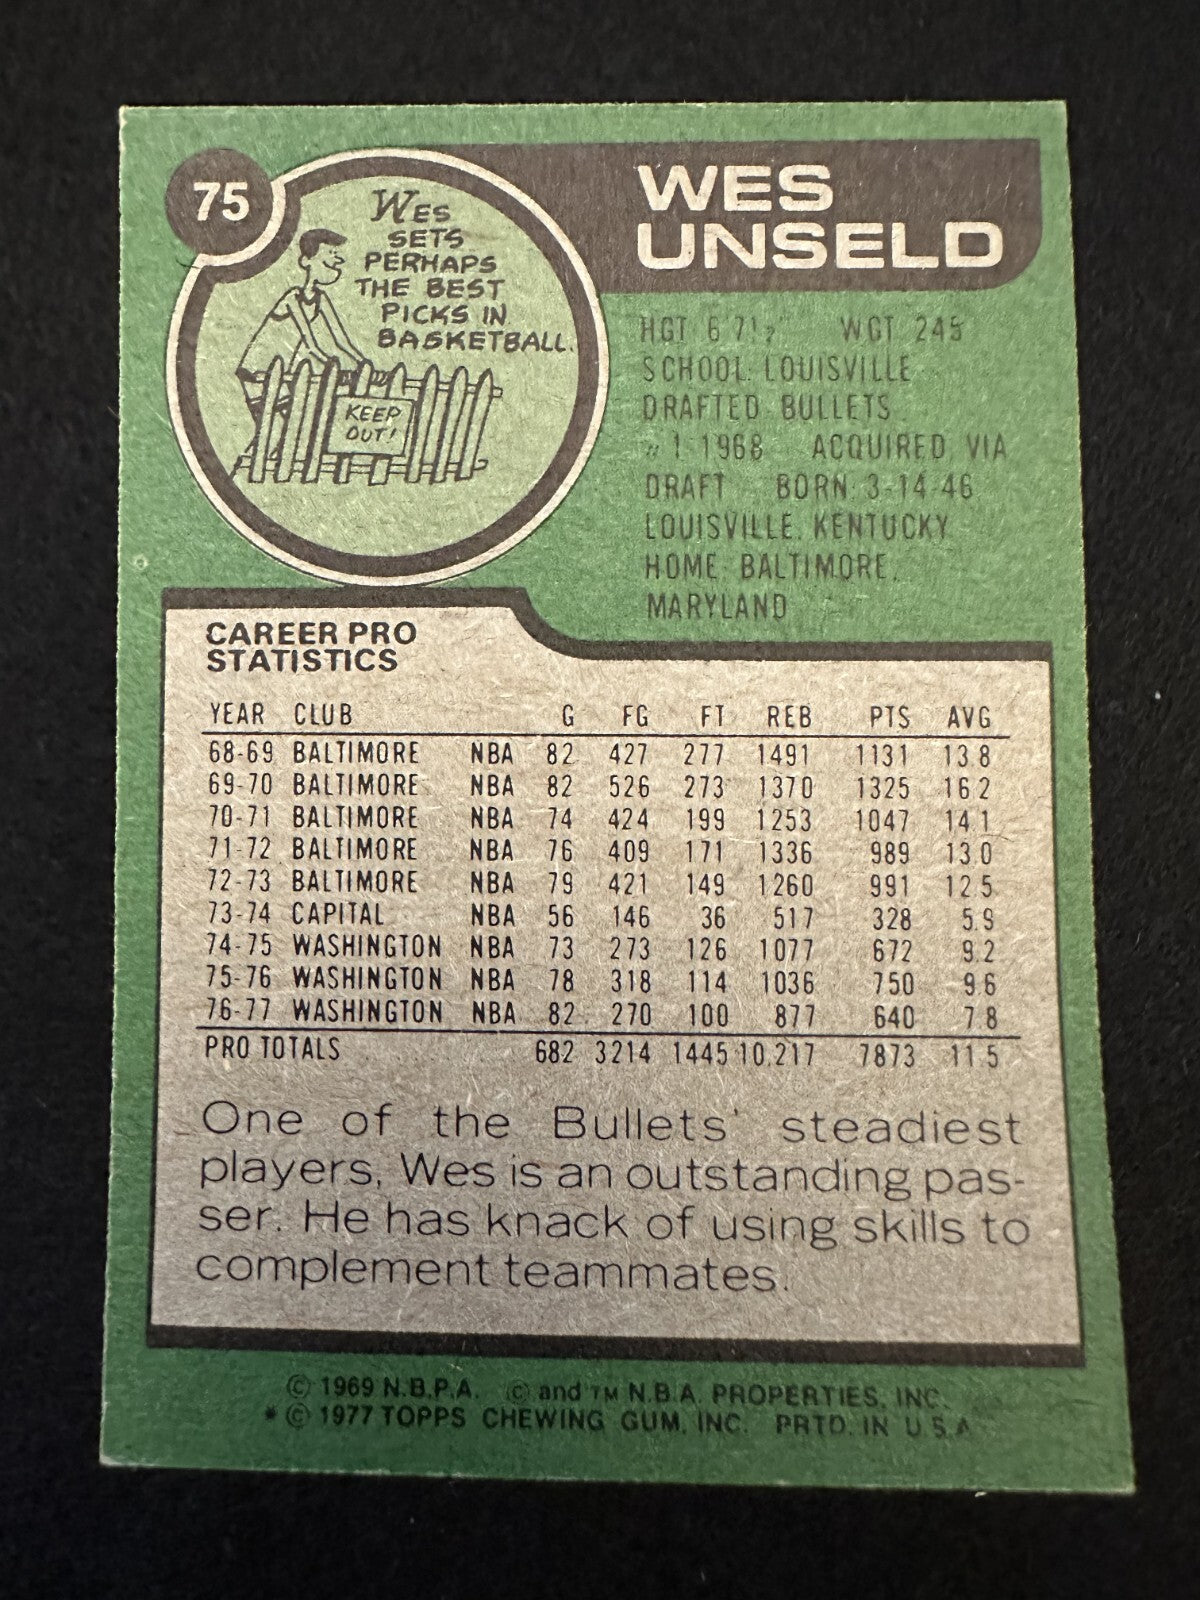 75
WES
SETS
PERHAPS
THE BEST
PICKS IN
BASKETBALL.
KEEP
OUT!
WES
UNSELD
HGT 6'7½" WGT 245
SCHOOL: LOUISVILLE
DRAFTED: BULLETS
#1-1968 ACQUIRED: VIA
DRAFT BORN: 3-14-46
LOUISVILLE, KENTUCKY
HOME: BALTIMORE,
MARYLAND
CAREER PRO
STATISTICS
YEAR CLUB G FG FT REB PTS AVG
68-69 BALTIMORE NBA 82 427 277 1491 1131 13.8
69-70 BALTIMORE NBA 82 526 273 1370 1325 16.2
70-71 BALTIMORE NBA 74 424 199 1253 1047 14.1
71-72 BALTIMORE NBA 76 409 171 1336 989 13.0
72-73 BALTIMORE NBA 79 421 149 1260 991 12.5
73-74 CAPITAL NBA 56 146 36 517 328 5.9
74-75 WASHINGTON NBA 73 273 126 1077 672 9.2
75-76 WASHINGTON NBA 78 318 114 1036 750 9.6
76-77 WASHINGTON NBA 82 270 100 877 640 7.8
PRO TOTALS 682 3214 1445 10,217 7873 11.5
One of the Bullets' steadiest
players, Wes is an outstanding pas-
ser. He has knack of using skills to
complement teammates.
© 1969 N.B.P.A. © and TM N.B.A. PROPERTIES, INC.
* © 1977 TOPPS CHEWING GUM, INC. PRTD. IN U.S.A.